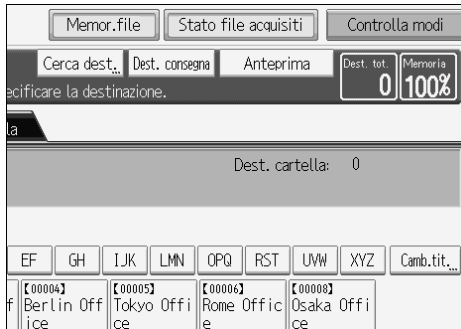 Memor.file Stato file acquisiti Controlla modi
Cerca dest... Dest. consegna Anteprima Dest. tot. Memoria
ecificare la destinazione. 0 100%
la
Dest. cartella: 0
EF GH IJK LMN OPQ RST UVW XYZ Camb.tit...
【00004】 【00005】 【00006】 【00008】
f Berlin Off Tokyo Offi Rome Offic Osaka Offi
ice ce e ce